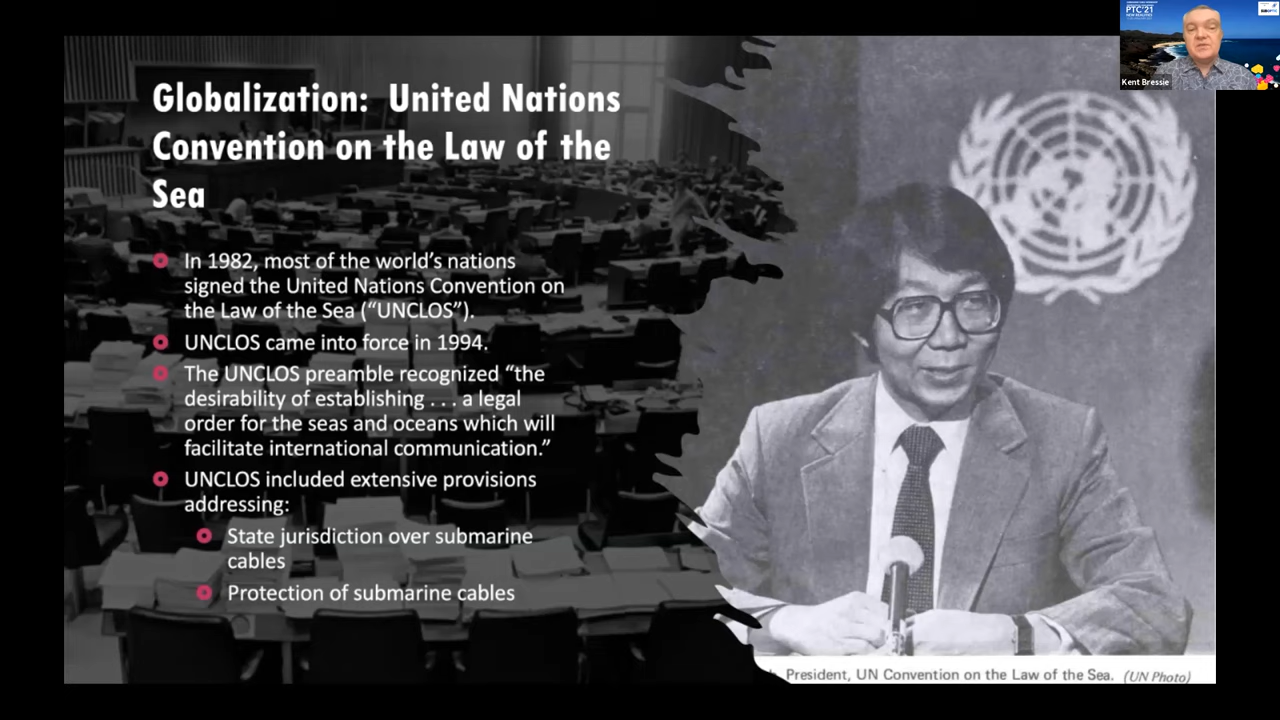 PTC'21
Kent Bressie
Globalization: United Nations
Convention on the Law of the
Sea
In 1982, most of the world's nations
signed the United Nations Convention on
the Law of the Sea (“UNCLOS”).
UNCLOS came into force in 1994.
The UNCLOS preamble recognized “the
desirability of establishing . . . a legal
order for the seas and oceans which will
facilitate international communication.”
UNCLOS included extensive provisions
addressing:
State jurisdiction over submarine
cables
Protection of submarine cables
President, UN Convention on the Law of the Sea. (UN Photo)